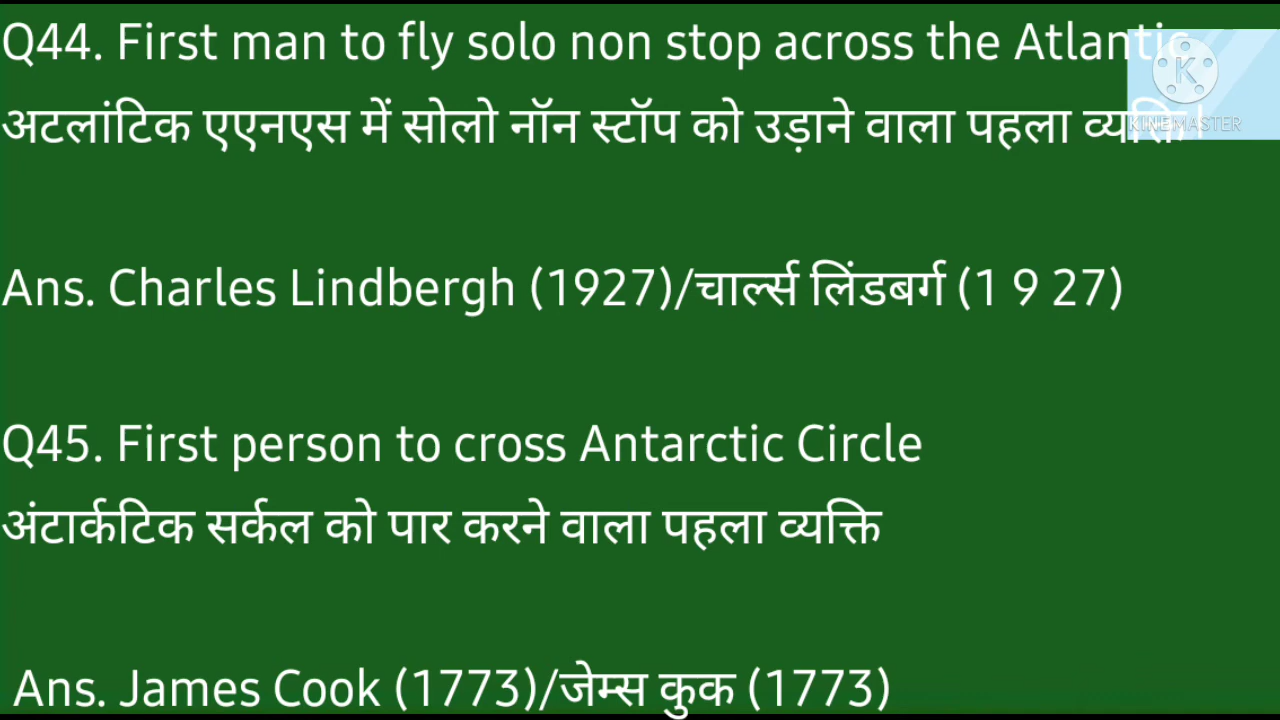 Q44. First man to fly solo non stop across the Atlantic
अटलांटिक एएनएस में सोलो नॉन स्टॉप को उड़ाने वाला पहला व्यक्ति।
K
KINEMASTER
Ans. Charles Lindbergh (1927)/चार्ल्स लिंडबर्ग (1 9 27)
Q45. First person to cross Antarctic Circle
अंटार्कटिक सर्कल को पार करने वाला पहला व्यक्ति
Ans. James Cook (1773)/जेम्स कुक (1773)